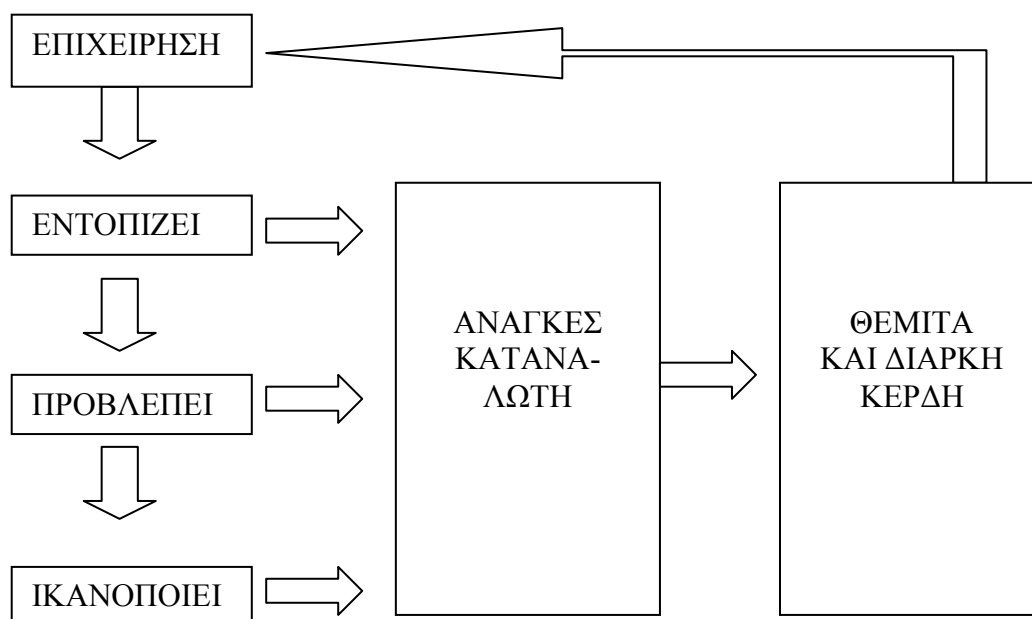 ΕΠΙΧΕΙΡΗΣΗ
ΕΝΤΟΠΙΖΕΙ
ΠΡΟΒΛΕΠΕΙ
ΙΚΑΝΟΠΟΙΕΙ
ΑΝΑΓΚΕΣ
ΚΑΤΑΝΑ-
ΛΩΤΗ
ΘΕΜΙΤΑ
ΚΑΙ ΔΙΑΡΚΗ
ΚΕΡΔΗ